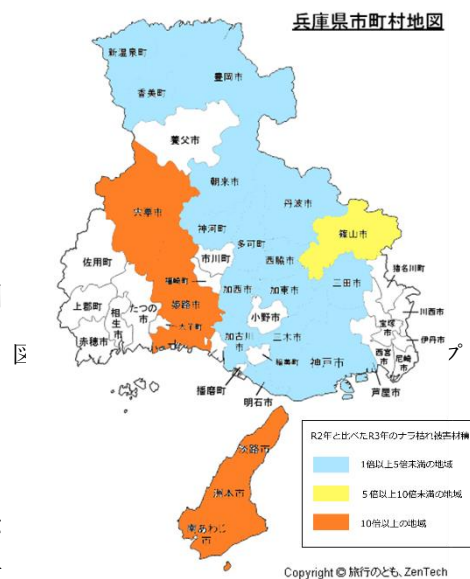 兵庫県市町村地図
新温泉町
香美町
豊岡市
養父市
朝来市
丹波市
宍粟市
神河町
多可町
篠山市
佐用町
市川町
西脇市
猪名川町
福崎町
加西市
加東市
三田市
上郡町
相生市
たつの市
姫路市
小野市
川西市
赤穂市
太子町
加古川市
三木市
宝塚市
伊丹市
稲美町
神戸市
西宮市
尼崎市
播磨町
明石市
芦屋市
プ
淡路市
洲本市
南あわじ市
R2年と比べたR3年のナラ枯れ被害材積
1倍以上5倍未満の地域
5倍以上10倍未満の地域
10倍以上の地域
Copyright © 旅行のとも、ZenTech